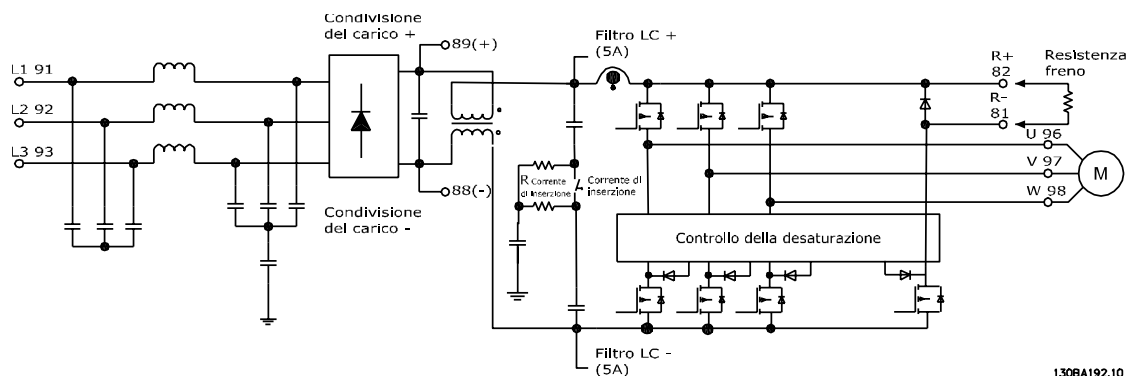 Condivisione
del carico +
89(+)
Filtro LC +
(5A)
R+
82
Resistenza
freno
L1 91
L2 92
L3 93
R-
81
U 96
V 97
W 98
M
R Corrente
di inserzione
Corrente di
inserzione
88(-)
Condivisione
del carico -
Controllo della desaturazione
Filtro LC -
(5A)
130BA192.10